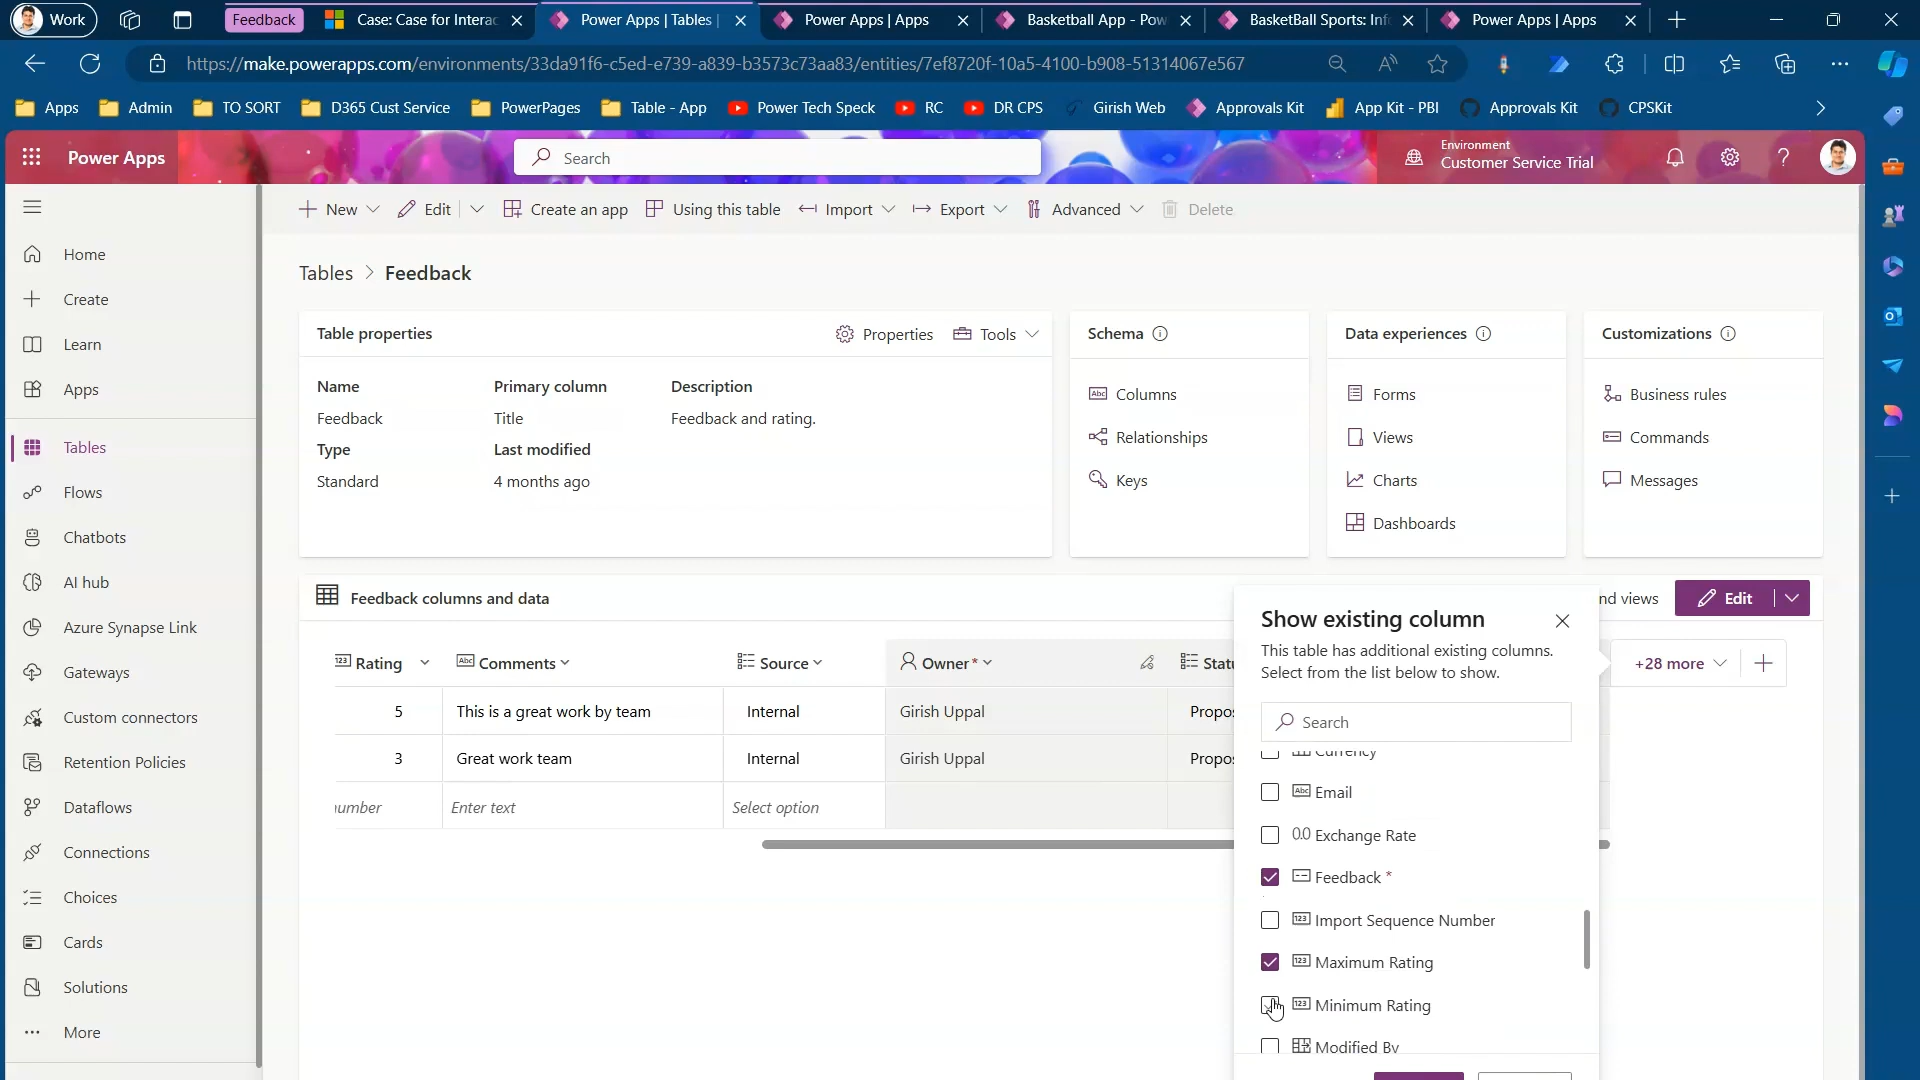 Work
Feedback
Case: Case for Interac
Power Apps | Tables |
Power Apps | Apps
Basketball App - Pow
BasketBall Sports: Inf
Power Apps | Apps
https://make.powerapps.com/environments/33da91f6-c5ed-e739-a839-b3573c73aa83/entities/7ef8720f-10a5-4100-b908-51314067e567
Apps
Admin
TO SORT
D365 Cust Service
PowerPages
Table - App
Power Tech Speck
RC
DR CPS
Girish Web
Approvals Kit
App Kit - PBI
Approvals Kit
CPSKit
Power Apps
Search
Environment
Customer Service Trial
New
Edit
Create an app
Using this table
Import
Export
Advanced
Delete
Home
Create
Learn
Apps
Tables
Flows
Chatbots
AI hub
Azure Synapse Link
Gateways
Custom connectors
Retention Policies
Dataflows
Connections
Choices
Cards
Solutions
More
Tables > Feedback
Table properties
Properties
Tools
Name
Primary column
Description
Feedback
Title
Feedback and rating.
Type
Last modified
Standard
4 months ago
Schema
Columns
Relationships
Keys
Data experiences
Forms
Views
Charts
Dashboards
Customizations
Business rules
Commands
Messages
Feedback columns and data
nd views
Edit
Rating
Comments
Source
Owner *
Statu
+28 more
5
This is a great work by team
Internal
Girish Uppal
Propo
3
Great work team
Internal
Girish Uppal
Propo
number
Enter text
Select option
Show existing column
This table has additional existing columns.
Select from the list below to show.
Search
Currency
Email
Exchange Rate
Feedback *
Import Sequence Number
Maximum Rating
Minimum Rating
Modified By